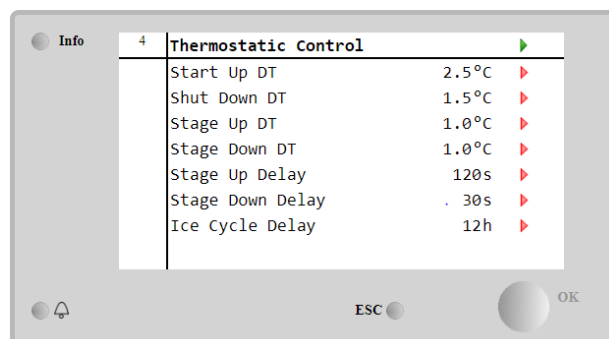 Info
4 Thermostatic Control
Start Up DT 2.5°C
Shut Down DT 1.5°C
Stage Up DT 1.0°C
Stage Down DT 1.0°C
Stage Up Delay 120s
Stage Down Delay . 30s
Ice Cycle Delay 12h
ESC
OK